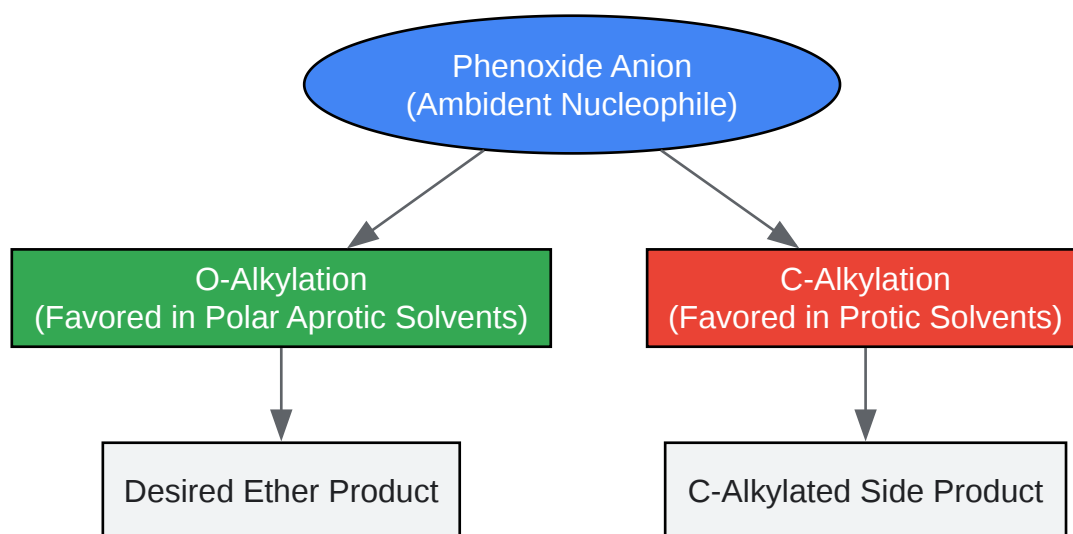 Phenoxide Anion
(Ambident Nucleophile)
O-Alkylation
(Favored in Polar Aprotic Solvents)
C-Alkylation
(Favored in Protic Solvents)
Desired Ether Product
C-Alkylated Side Product